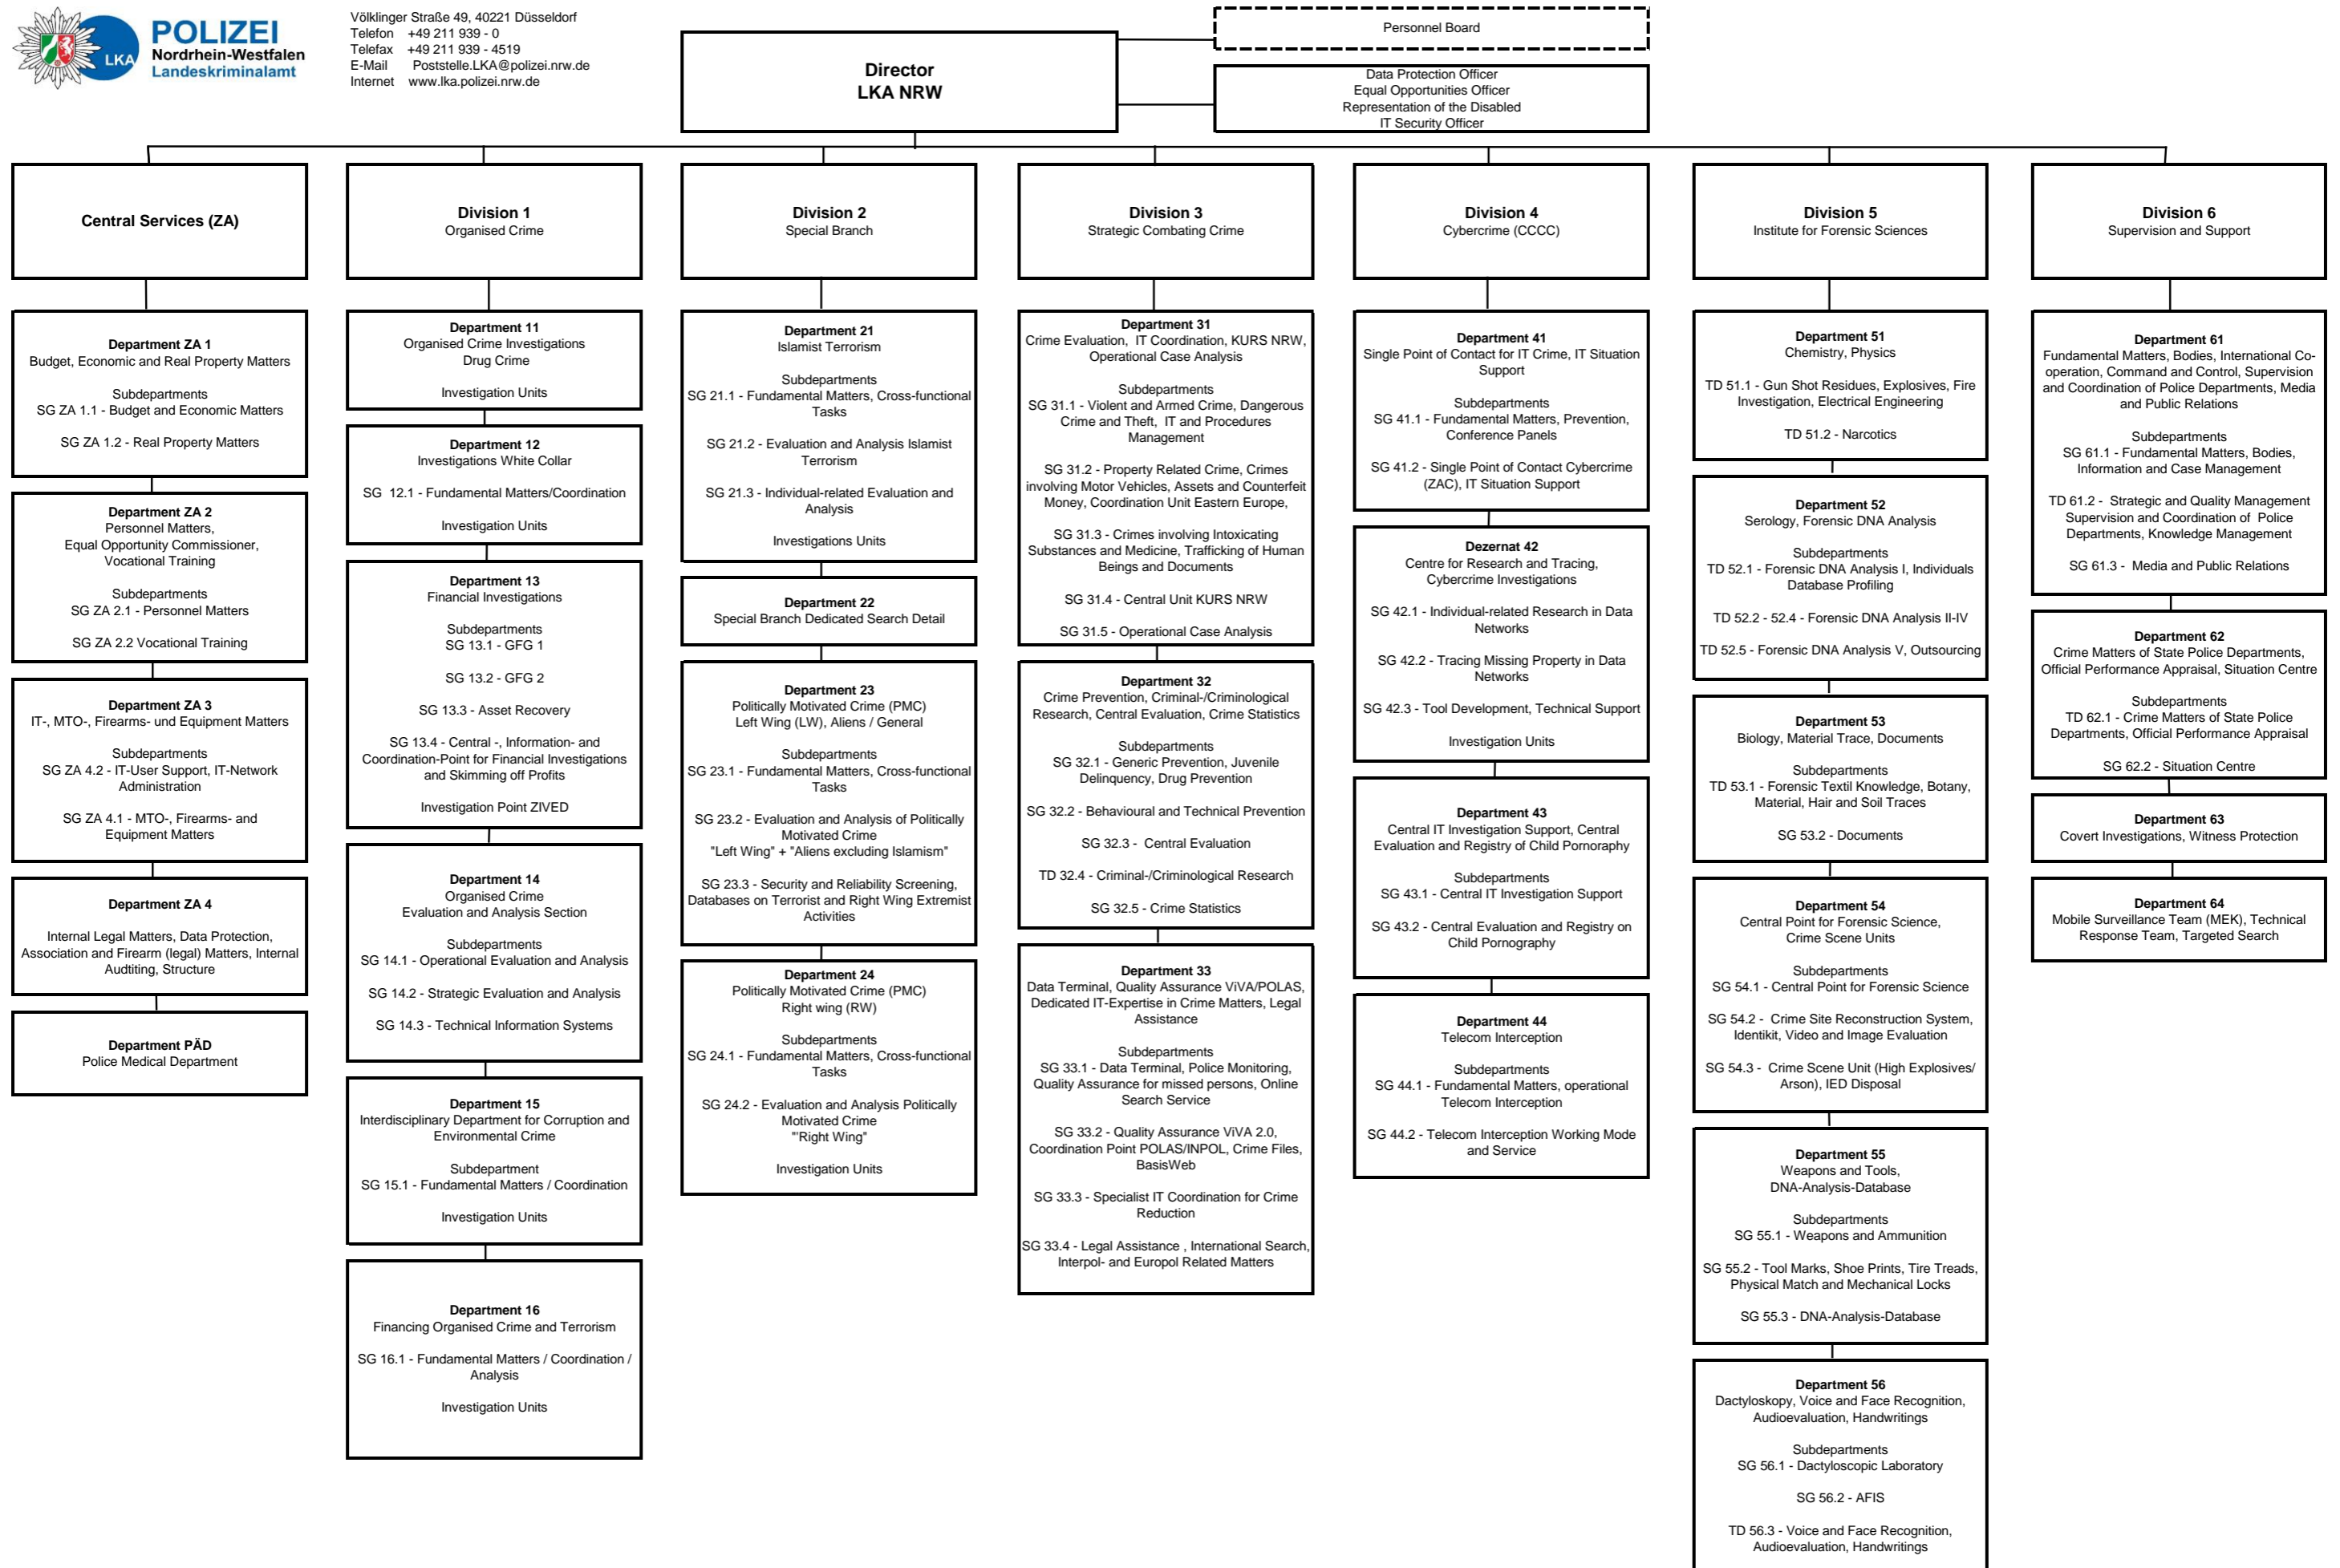 LKA
POLIZEI
Nordrhein-Westfalen
Landeskriminalamt
Völklinger Straße 49, 40221 Düsseldorf
Telefon +49 211 939 - 0
Telefax +49 211 939 - 4519
E-Mail Poststelle.LKA@polizei.nrw.de
Internet www.lka.polizei.nrw.de
Director
LKA NRW
Personnel Board
Data Protection Officer
Equal Opportunities Officer
Representation of the Disabled
IT Security Officer
Central Services (ZA)
Department ZA 1
Budget, Economic and Real Property Matters
Subdepartments
SG ZA 1.1 - Budget and Economic Matters
SG ZA 1.2 - Real Property Matters
Department ZA 2
Personnel Matters,
Equal Opportunity Commissioner,
Vocational Training
Subdepartments
SG ZA 2.1 - Personnel Matters
SG ZA 2.2 Vocational Training
Department ZA 3
IT-, MTO-, Firearms- und Equipment Matters
Subdepartments
SG ZA 4.2 - IT-User Support, IT-Network
Administration
SG ZA 4.1 - MTO-, Firearms- and
Equipment Matters
Department ZA 4
Internal Legal Matters, Data Protection,
Association and Firearm (legal) Matters, Internal
Auditing, Structure
Department PÄD
Police Medical Department
Division 1
Organised Crime
Department 11
Organised Crime Investigations
Drug Crime
Investigation Units
Department 12
Investigations White Collar
SG 12.1 - Fundamental Matters/Coordination
Investigation Units
Department 13
Financial Investigations
Subdepartments
SG 13.1 - GFG 1
SG 13.2 - GFG 2
SG 13.3 - Asset Recovery
SG 13.4 - Central -, Information- and
Coordination-Point for Financial Investigations
and Skimming off Profits
Investigation Point ZIVED
Department 14
Organised Crime
Evaluation and Analysis Section
Subdepartments
SG 14.1 - Operational Evaluation and Analysis
SG 14.2 - Strategic Evaluation and Analysis
SG 14.3 - Technical Information Systems
Department 15
Interdisciplinary Department for Corruption and
Environmental Crime
Subdepartment
SG 15.1 - Fundamental Matters / Coordination
Investigation Units
Department 16
Financing Organised Crime and Terrorism
SG 16.1 - Fundamental Matters / Coordination /
Analysis
Investigation Units
Division 2
Special Branch
Department 21
Islamist Terrorism
Subdepartments
SG 21.1 - Fundamental Matters, Cross-functional
Tasks
SG 21.2 - Evaluation and Analysis Islamist
Terrorism
SG 21.3 - Individual-related Evaluation and
Analysis
Investigations Units
Department 22
Special Branch Dedicated Search Detail
Department 23
Politically Motivated Crime (PMC)
Left Wing (LW), Aliens / General
Subdepartments
SG 23.1 - Fundamental Matters, Cross-functional
Tasks
SG 23.2 - Evaluation and Analysis of Politically
Motivated Crime
"Left Wing" + "Aliens excluding Islamism"
SG 23.3 - Security and Reliability Screening,
Databases on Terrorist and Right Wing Extremist
Activities
Department 24
Politically Motivated Crime (PMC)
Right wing (RW)
Subdepartments
SG 24.1 - Fundamental Matters, Cross-functional
Tasks
SG 24.2 - Evaluation and Analysis Politically
Motivated Crime
"'Right Wing"
Investigation Units
Division 3
Strategic Combating Crime
Department 31
Crime Evaluation, IT Coordination, KURS NRW,
Operational Case Analysis
Subdepartments
SG 31.1 - Violent and Armed Crime, Dangerous
Crime and Theft, IT and Procedures
Management
SG 31.2 - Property Related Crime, Crimes
involving Motor Vehicles, Assets and Counterfeit
Money, Coordination Unit Eastern Europe,
SG 31.3 - Crimes involving Intoxicating
Substances and Medicine, Trafficking of Human
Beings and Documents
SG 31.4 - Central Unit KURS NRW
SG 31.5 - Operational Case Analysis
Department 32
Crime Prevention, Criminal-/Criminological
Research, Central Evaluation, Crime Statistics
Subdepartments
SG 32.1 - Generic Prevention, Juvenile
Delinquency, Drug Prevention
SG 32.2 - Behavioural and Technical Prevention
SG 32.3 - Central Evaluation
TD 32.4 - Criminal-/Criminological Research
SG 32.5 - Crime Statistics
Department 33
Data Terminal, Quality Assurance ViVA/POLAS,
Dedicated IT-Expertise in Crime Matters, Legal
Assistance
Subdepartments
SG 33.1 - Data Terminal, Police Monitoring,
Quality Assurance for missed persons, Online
Search Service
SG 33.2 - Quality Assurance ViVA 2.0,
Coordination Point POLAS/INPOL, Crime Files,
BasisWeb
SG 33.3 - Specialist IT Coordination for Crime
Reduction
SG 33.4 - Legal Assistance , International Search,
Interpol- and Europol Related Matters
Division 4
Cybercrime (CCCC)
Department 41
Single Point of Contact for IT Crime, IT Situation
Support
Subdepartments
SG 41.1 - Fundamental Matters, Prevention,
Conference Panels
SG 41.2 - Single Point of Contact Cybercrime
(ZAC), IT Situation Support
Dezernat 42
Centre for Research and Tracing,
Cybercrime Investigations
SG 42.1 - Individual-related Research in Data
Networks
SG 42.2 - Tracing Missing Property in Data
Networks
SG 42.3 - Tool Development, Technical Support
Investigation Units
Department 43
Central IT Investigation Support, Central
Evaluation and Registry of Child Pornoraphy
Subdepartments
SG 43.1 - Central IT Investigation Support
SG 43.2 - Central Evaluation and Registry on
Child Pornography
Department 44
Telecom Interception
Subdepartments
SG 44.1 - Fundamental Matters, operational
Telecom Interception
SG 44.2 - Telecom Interception Working Mode
and Service
Division 5
Institute for Forensic Sciences
Department 51
Chemistry, Physics
TD 51.1 - Gun Shot Residues, Explosives, Fire
Investigation, Electrical Engineering
TD 51.2 - Narcotics
Department 52
Serology, Forensic DNA Analysis
Subdepartments
TD 52.1 - Forensic DNA Analysis I, Individuals
Database Profiling
TD 52.2 - 52.4 - Forensic DNA Analysis II-IV
TD 52.5 - Forensic DNA Analysis V, Outsourcing
Department 53
Biology, Material Trace, Documents
Subdepartments
TD 53.1 - Forensic Textil Knowledge, Botany,
Material, Hair and Soil Traces
SG 53.2 - Documents
Department 54
Central Point for Forensic Science,
Crime Scene Units
Subdepartments
SG 54.1 - Central Point for Forensic Science
SG 54.2 - Crime Site Reconstruction System,
Identikit, Video and Image Evaluation
SG 54.3 - Crime Scene Unit (High Explosives/
Arson), IED Disposal
Department 55
Weapons and Tools,
DNA-Analysis-Database
Subdepartments
SG 55.1 - Weapons and Ammunition
SG 55.2 - Tool Marks, Shoe Prints, Tire Treads,
Physical Match and Mechanical Locks
SG 55.3 - DNA-Analysis-Database
Department 56
Dactyloskopy, Voice and Face Recognition,
Audioevaluation, Handwritings
Subdepartments
SG 56.1 - Dactyloscopic Laboratory
SG 56.2 - AFIS
TD 56.3 - Voice and Face Recognition,
Audioevaluation, Handwritings
Division 6
Supervision and Support
Department 61
Fundamental Matters, Bodies, International Co-
operation, Command and Control, Supervision
and Coordination of Police Departments, Media
and Public Relations
Subdepartments
SG 61.1 - Fundamental Matters, Bodies,
Information and Case Management
TD 61.2 - Strategic and Quality Management
Supervision and Coordination of Police
Departments, Knowledge Management
SG 61.3 - Media and Public Relations
Department 62
Crime Matters of State Police Departments,
Official Performance Appraisal, Situation Centre
Subdepartments
TD 62.1 - Crime Matters of State Police
Departments, Official Performance Appraisal
SG 62.2 - Situation Centre
Department 63
Covert Investigations, Witness Protection
Department 64
Mobile Surveillance Team (MEK), Technical
Response Team, Targeted Search